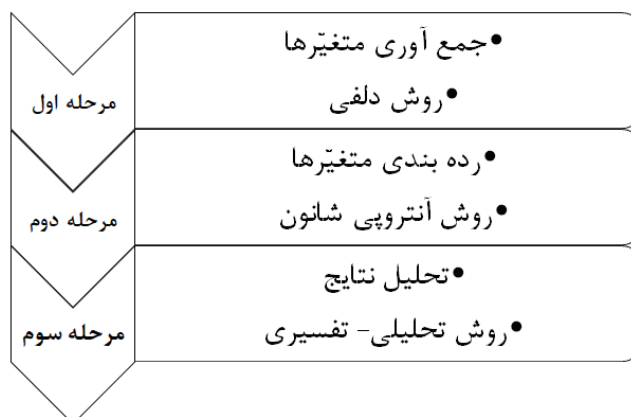 مرحله اول
•جمع آوری متغیّرها
•روش دلفی
مرحله دوم
•رده بندی متغیّرها
•روش آنتروپی شانون
مرحله سوم
•تحلیل نتایج
•روش تحلیلی- تفسیری